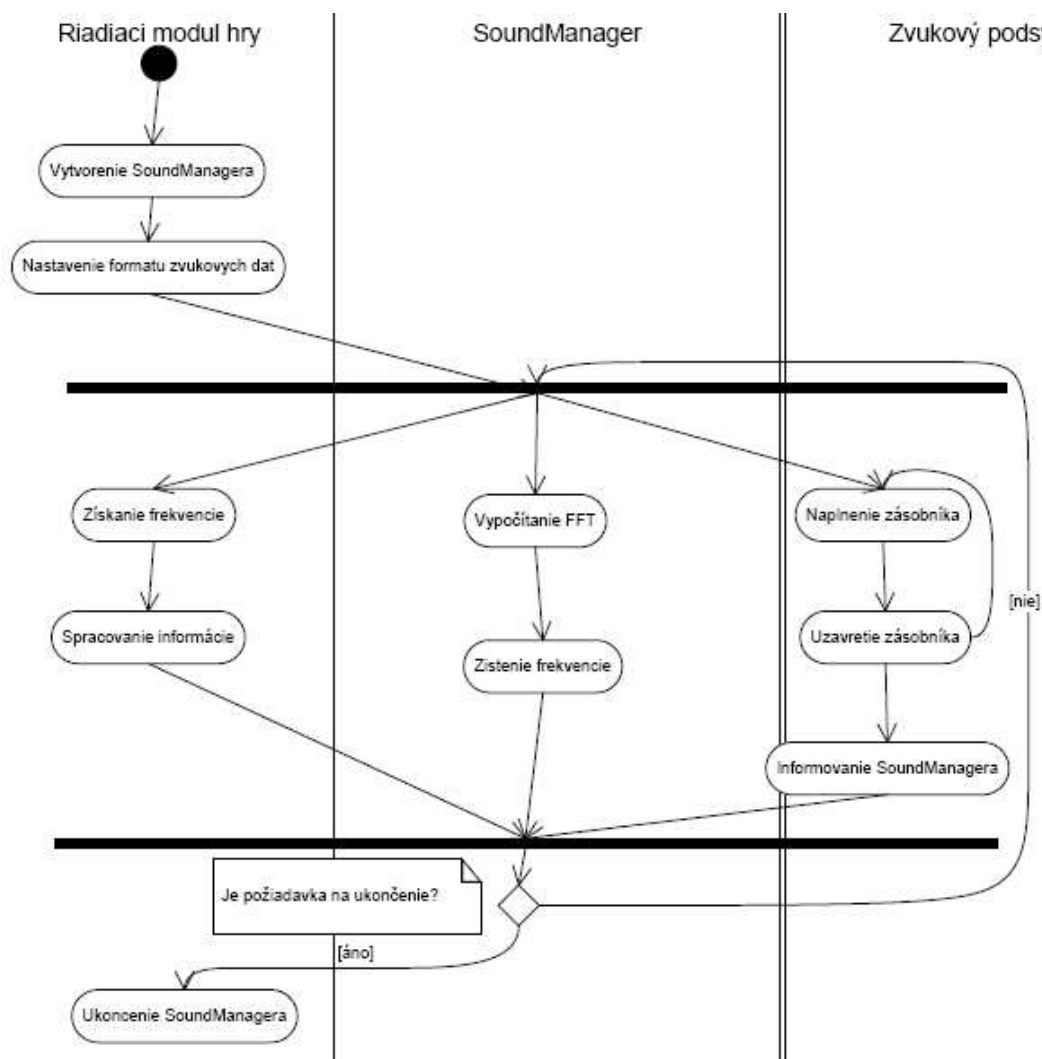 Riadiaci modul hry
SoundManager
Zvukový
Vytvorenie SoundManagera
Nastavenie formatu zvukovych dat
Získanie frekvencie
Vypočítanie FFT
Naplnenie zásobníka
[nie]
Spracovanie informácie
Uzavretie zásobníka
Zistenie frekvencie
Informovanie SoundManagera
Je požiadavka na ukončenie?
[áno]
Ukoncenie SoundManagera